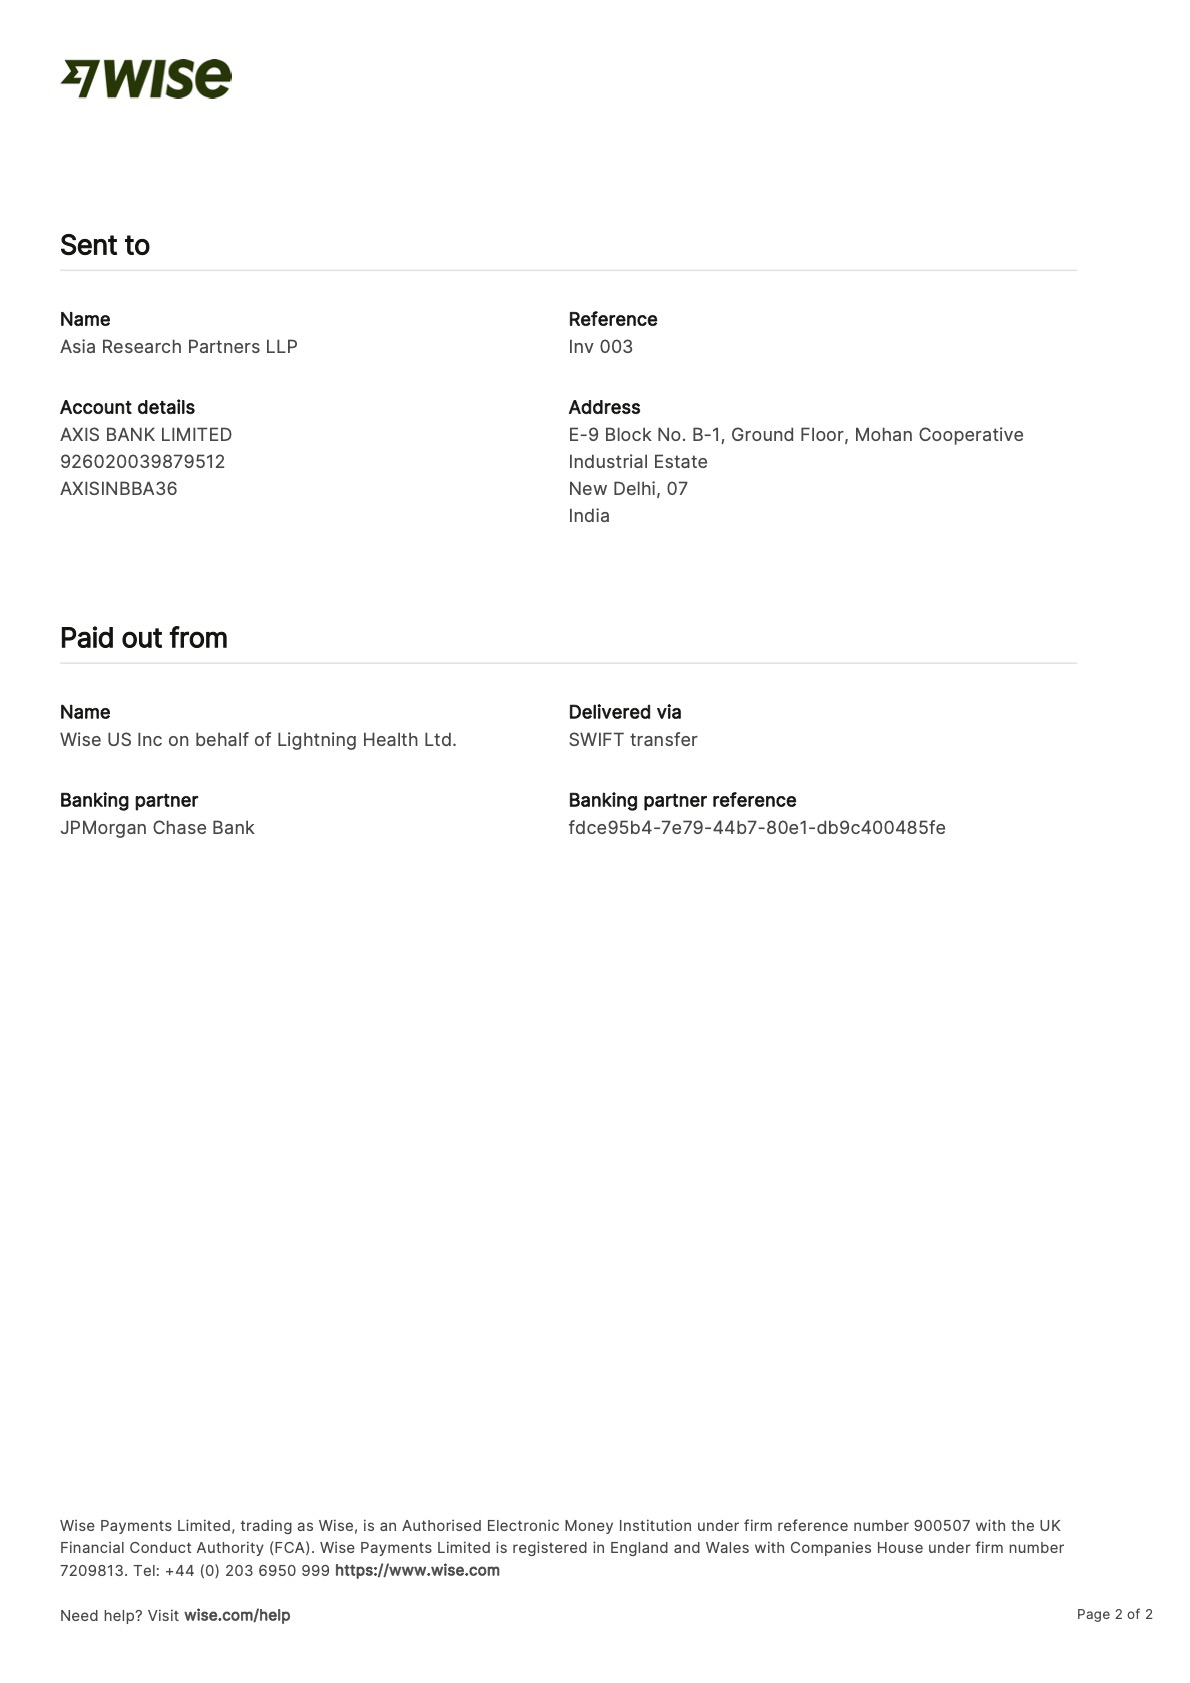 wise
Sent to
Name
Asia Research Partners LLP
Reference
Inv 003
Account details
AXIS BANK LIMITED
926020039879512
AXISINBBA36
Address
E-9 Block No. B-1, Ground Floor, Mohan Cooperative
Industrial Estate
New Delhi, 07
India
Paid out from
Name
Wise US Inc on behalf of Lightning Health Ltd.
Delivered via
SWIFT transfer
Banking partner
JPMorgan Chase Bank
Banking partner reference
fdce95b4-7e79-44b7-80e1-db9c400485fe
Wise Payments Limited, trading as Wise, is an Authorised Electronic Money Institution under firm reference number 900507 with the UK
Financial Conduct Authority (FCA). Wise Payments Limited is registered in England and Wales with Companies House under firm number
7209813. Tel: +44 (0) 203 6950 999 https://www.wise.com
Need help? Visit wise.com/help
Page 2 of 2